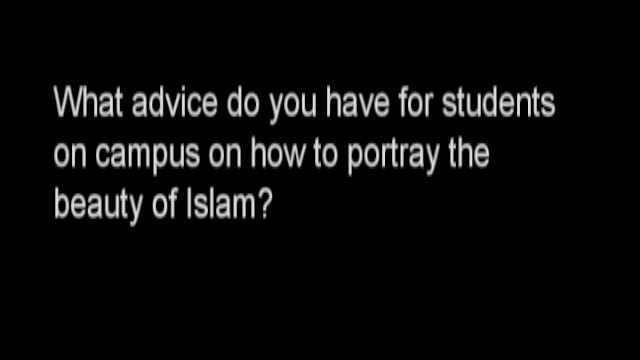 What advice do you have for students
on campus on how to portray the
beauty of Islam?